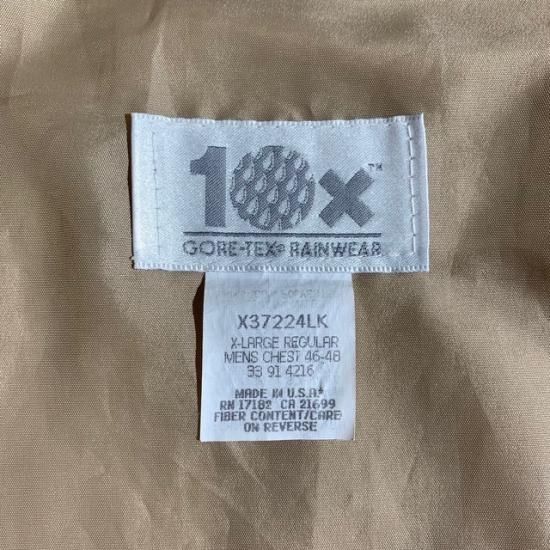 10x™
GORE-TEX® RAINWEAR
X37224LK
X-LARGE REGULAR
MENS CHEST 46-48
33 91 4216
MADE IN U.S.A.
RN 17182 CA 21699
FIBER CONTENT/CARE
ON REVERSE